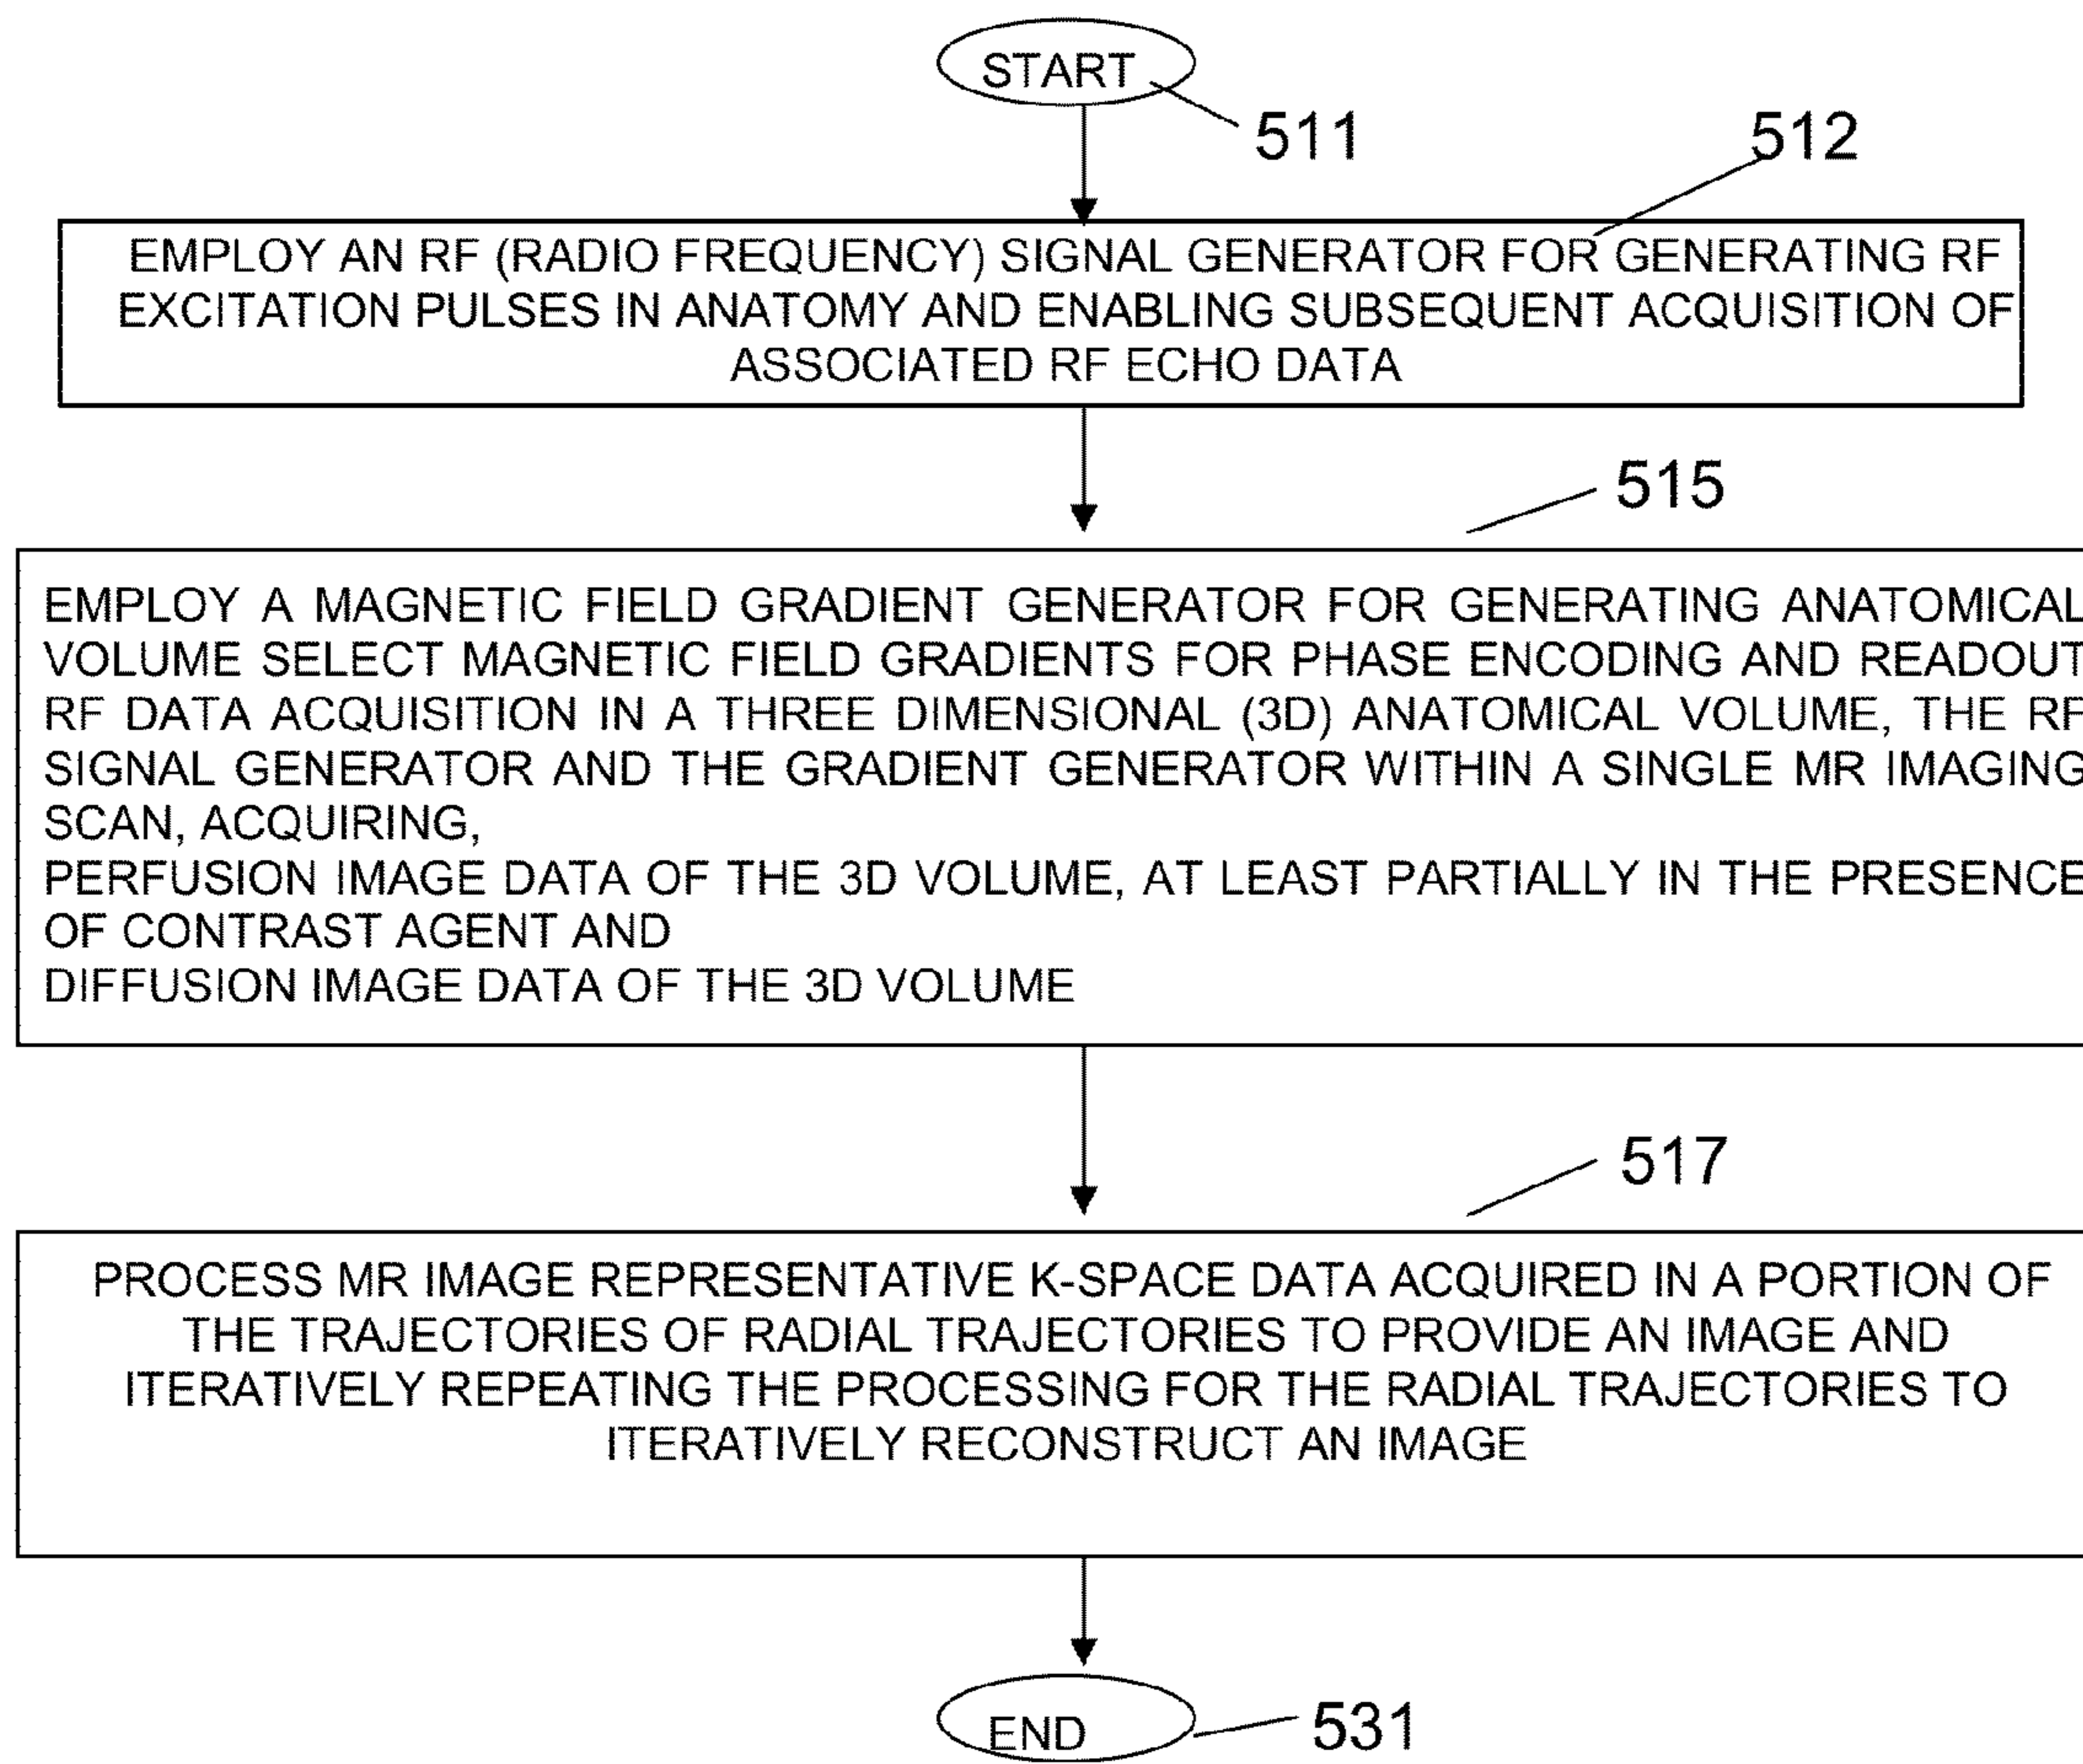 START
511
512
EMPLOY AN RF (RADIO FREQUENCY) SIGNAL GENERATOR FOR GENERATING RF
EXCITATION PULSES IN ANATOMY AND ENABLING SUBSEQUENT ACQUISITION OF
ASSOCIATED RF ECHO DATA
515
EMPLOY A MAGNETIC FIELD GRADIENT GENERATOR FOR GENERATING ANATOMICAL
VOLUME SELECT MAGNETIC FIELD GRADIENTS FOR PHASE ENCODING AND READOUT
RF DATA ACQUISITION IN A THREE DIMENSIONAL (3D) ANATOMICAL VOLUME, THE RF
SIGNAL GENERATOR AND THE GRADIENT GENERATOR WITHIN A SINGLE MR IMAGING
SCAN, ACQUIRING,
PERFUSION IMAGE DATA OF THE 3D VOLUME, AT LEAST PARTIALLY IN THE PRESENCE
OF CONTRAST AGENT AND
DIFFUSION IMAGE DATA OF THE 3D VOLUME
517
PROCESS MR IMAGE REPRESENTATIVE K-SPACE DATA ACQUIRED IN A PORTION OF
THE TRAJECTORIES OF RADIAL TRAJECTORIES TO PROVIDE AN IMAGE AND
ITERATIVELY REPEATING THE PROCESSING FOR THE RADIAL TRAJECTORIES TO
ITERATIVELY RECONSTRUCT AN IMAGE
END
531